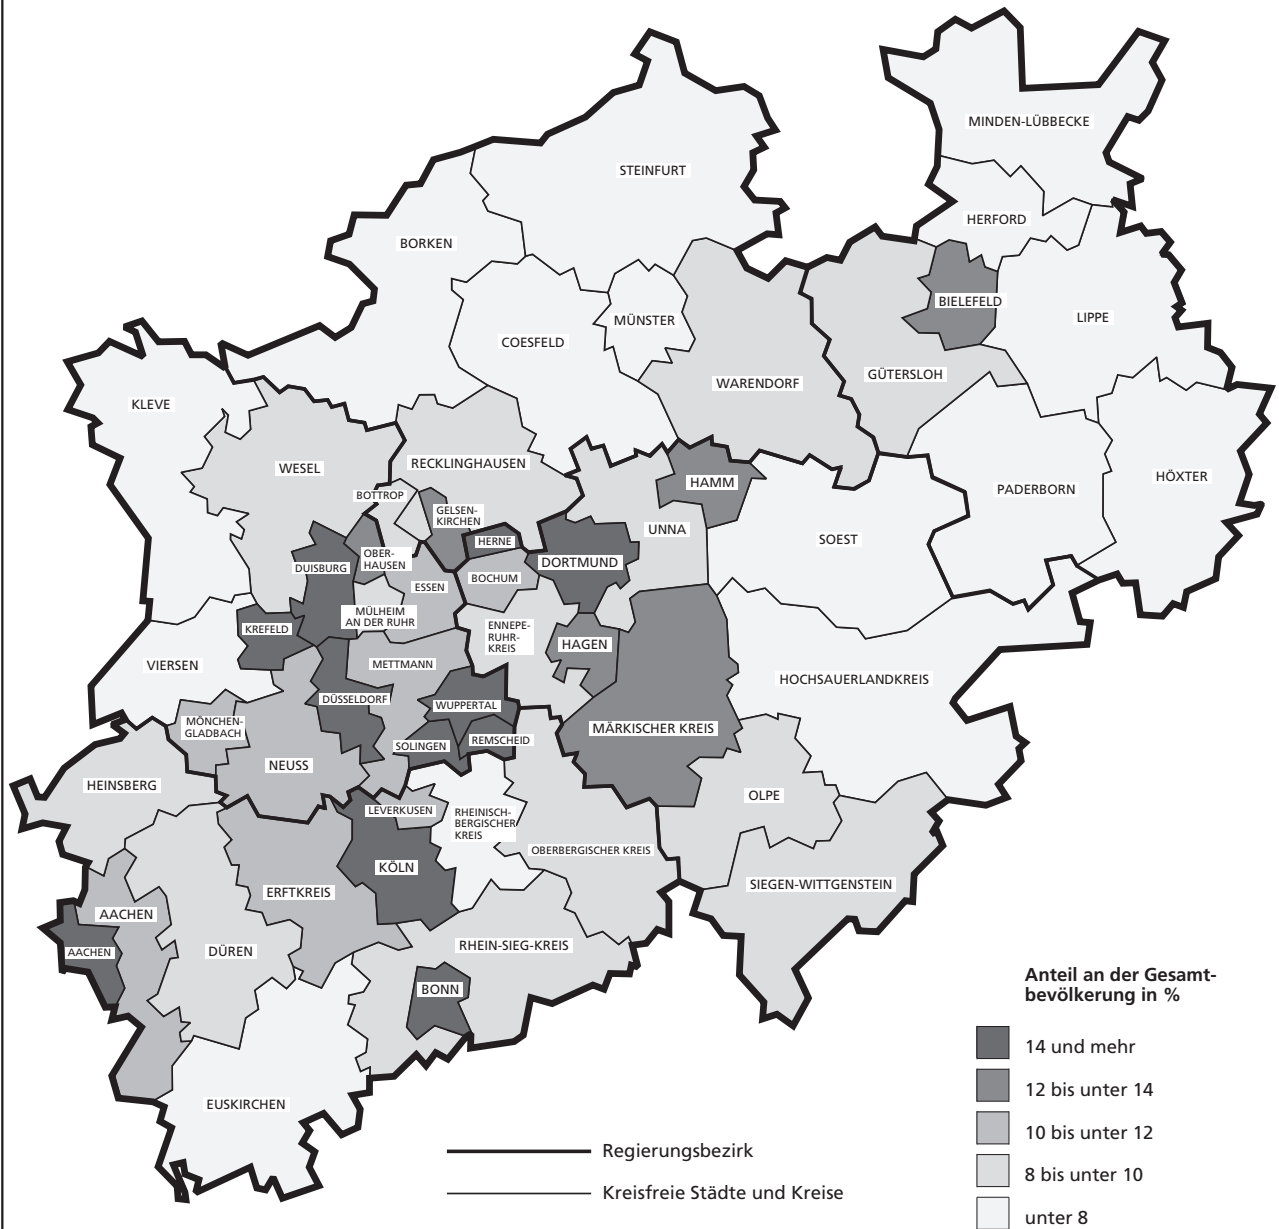 MINDEN-LÜBBECKE
STEINFURT
HERFORD
BORKEN
BIELEFELD
MÜNSTER
LIPPE
COESFELD
GÜTERSLOH
WARENDORF
KLEVE
RECKLINGHAUSEN
WESEL
HÖXTER
HAMM
PADERBORN
BOTTROP
GELSEN-
KIRCHEN
UNNA
SOEST
HERNE
OBER-
HAUSEN
DORTMUND
DUISBURG
BOCHUM
ESSEN
MÜLHEIM
AN DER RUHR
KREFELD
ENNEPE-
RUHR-
KREIS
HAGEN
VIERSEN
METTMANN
HOCHSAUERLANDKREIS
DÜSSELDORF
WUPPERTAL
MÖNCHEN-
GLADBACH
MÄRKISCHER KREIS
REMSCHEID
SOLINGEN
NEUSS
HEINSBERG
OLPE
LEVERKUSEN
RHEINISCH-
BERGISCHER
KREIS
OBERBERGISCHER KREIS
KÖLN
SIEGEN-WITTGENSTEIN
ERFTKREIS
AACHEN
RHEIN-SIEG-KREIS
DÜREN
AACHEN
BONN
EUSKIRCHEN
Anteil an der Gesamt-
bevölkerung in %
14 und mehr
12 bis unter 14
10 bis unter 12
8 bis unter 10
unter 8
Regierungsbezirk
Kreisfreie Städte und Kreise